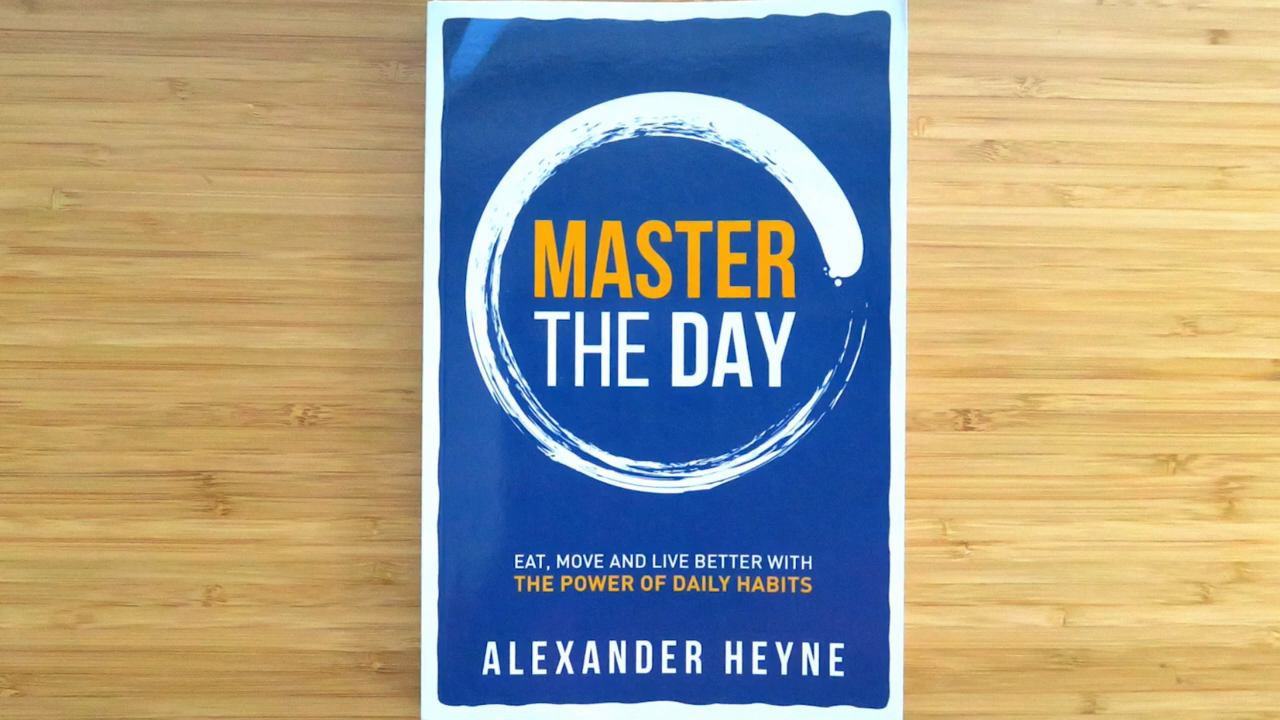 MASTER
THE DAY
EAT, MOVE AND LIVE BETTER WITH
THE POWER OF DAILY HABITS
ALEXANDER HEYNE